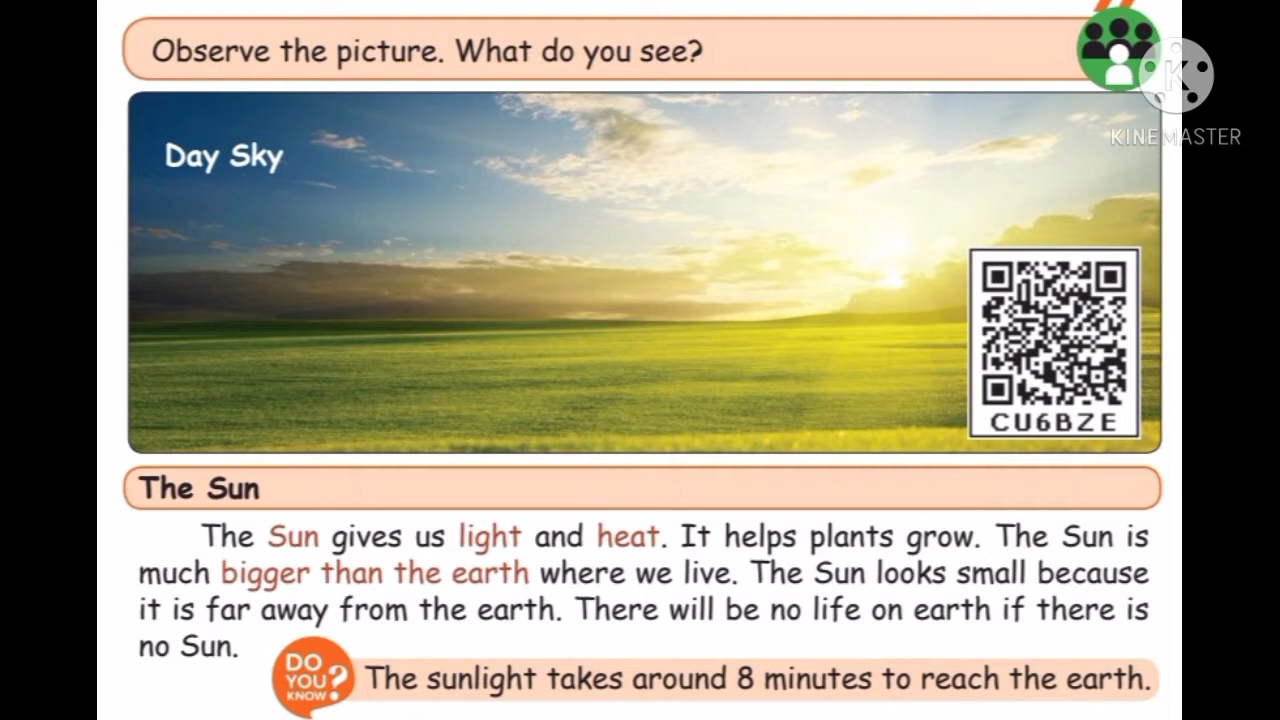 Observe the picture. What do you see?
K
KINEMASTER
Day Sky
CU6BZE
The Sun
The Sun gives us light and heat. It helps plants grow. The Sun is
much bigger than the earth where we live. The Sun looks small because
it is far away from the earth. There will be no life on earth if there is
no Sun.
DO
YOU?
KNOW
The sunlight takes around 8 minutes to reach the earth.